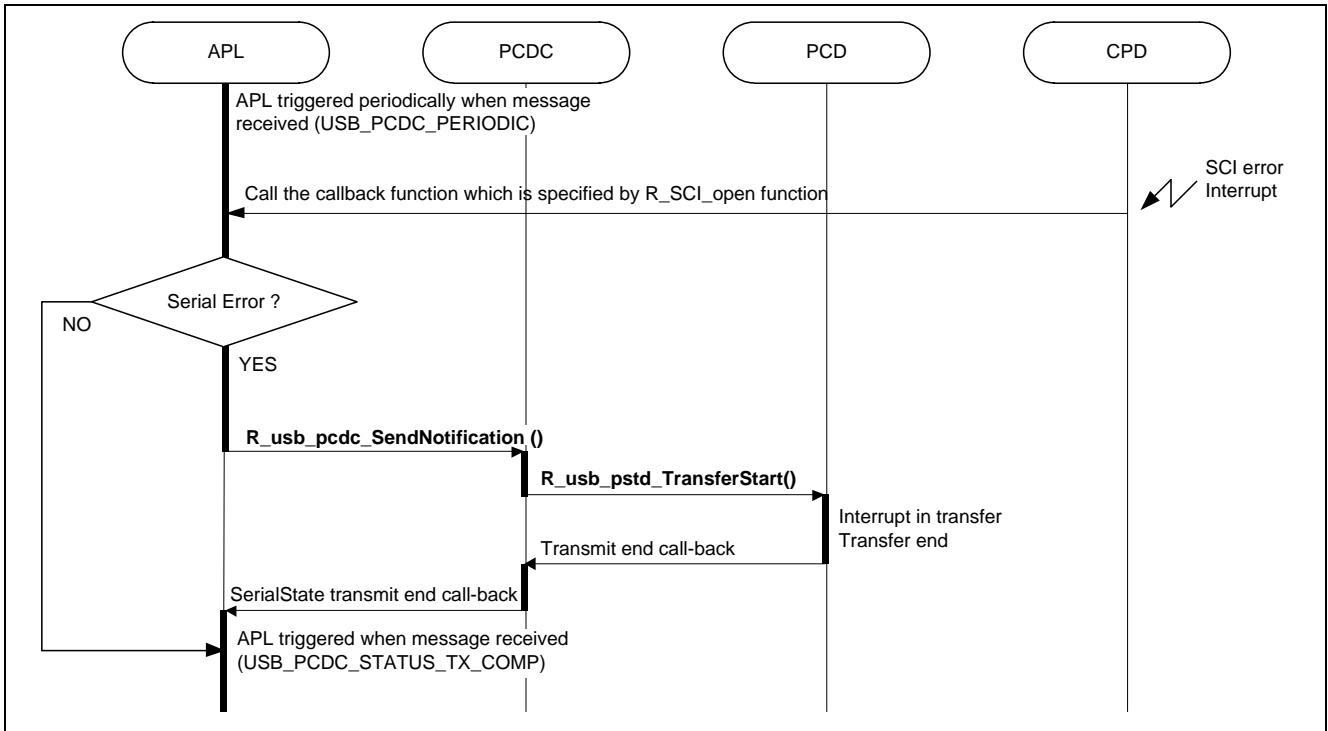 APL
PCDC
PCD
CPD
APL triggered periodically when message
received (USB_PCDC_PERIODIC)
SCI error
Interrupt
Call the callback function which is specified by R_SCI_open function
Serial Error ?
NO
YES
R_usb_pcdc_SendNotification ()
R_usb_pstd_TransferStart()
Interrupt in transfer
Transfer end
Transmit end call-back
SerialState transmit end call-back
APL triggered when message received
(USB_PCDC_STATUS_TX_COMP)